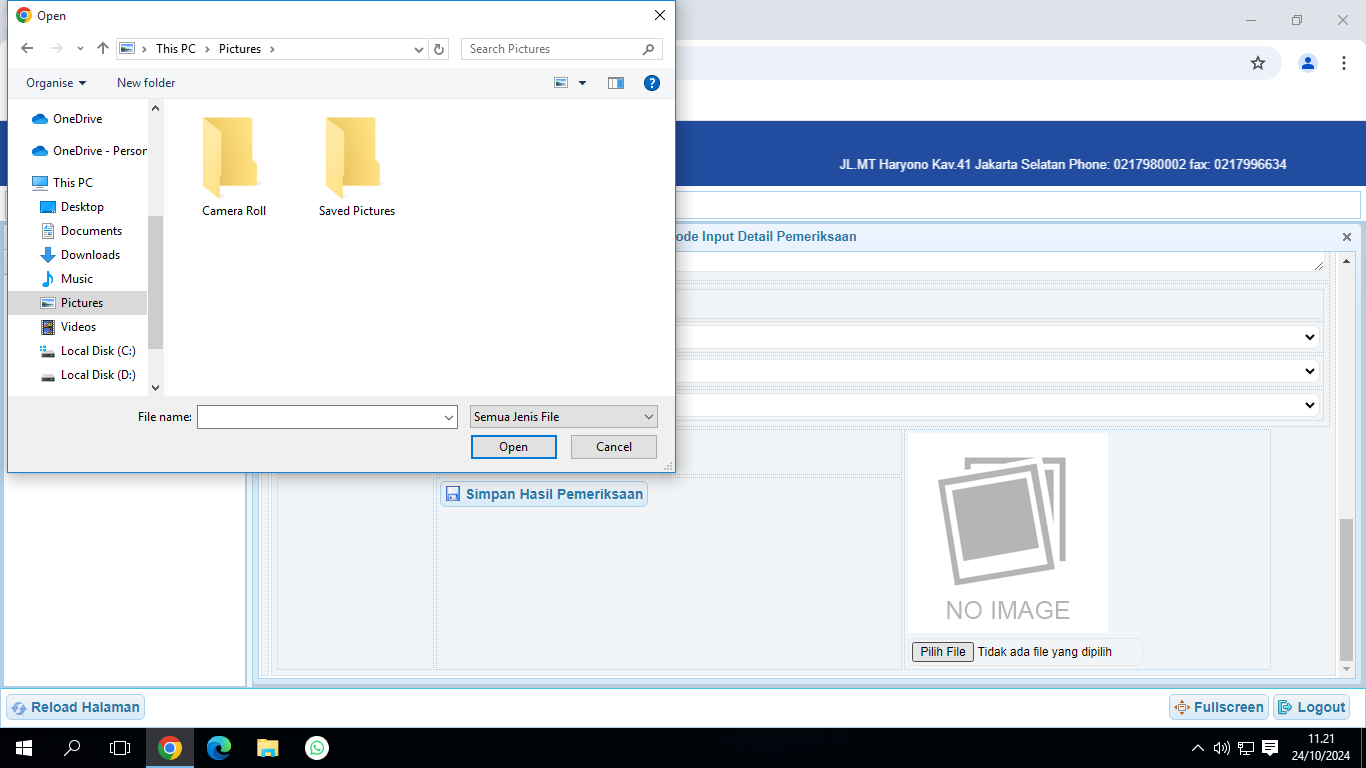 Open
This PC
Pictures
Search Pictures
Organise
New folder
OneDrive
OneDrive - Person
This PC
Desktop
Documents
Downloads
Music
Pictures
Videos
Local Disk (C:)
Local Disk (D:)
Camera Roll
Saved Pictures
File name:
Semua Jenis File
Open
Cancel
JL.MT Haryono Kav.41 Jakarta Selatan Phone: 0217980002 fax: 0217996634
ode Input Detail Pemeriksaan
Simpan Hasil Pemeriksaan
NO IMAGE
Pilih File Tidak ada file yang dipilih
Reload Halaman
Fullscreen
Logout
11.21
24/10/2024